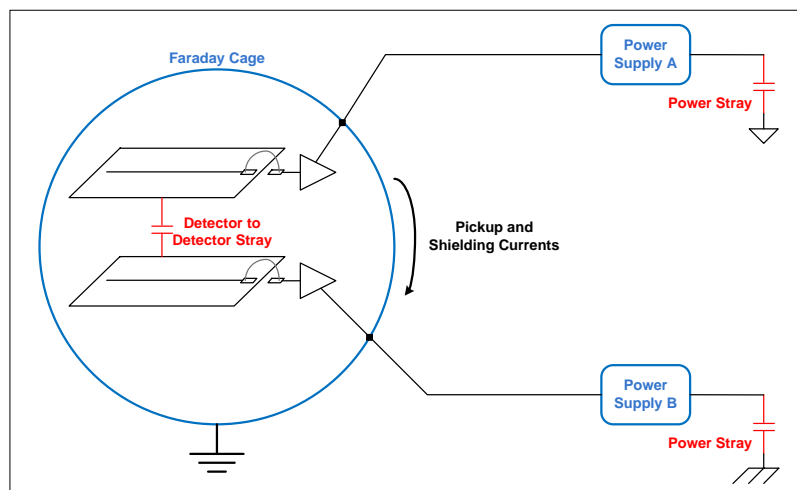 Faraday Cage
Power
Supply A
Power Stray
Detector to
Detector Stray
Pickup and
Shielding Currents
Power
Supply B
Power Stray